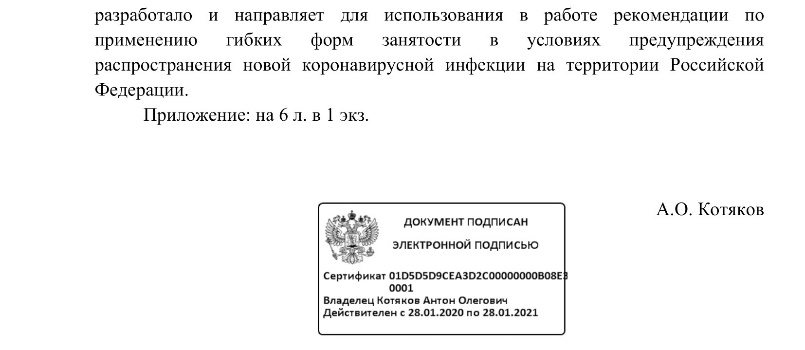 разработало и направляет для использования в работе рекомендации по
применению гибких форм занятости в условиях предупреждения
распространения новой коронавирусной инфекции на территории Российской
Федерации.
Приложение: на 6 л. в 1 экз.
А.О. Котяков
ДОКУМЕНТ ПОДПИСАН
ЭЛЕКТРОННОЙ ПОДПИСЬЮ
Сертификат 01D5D5D9CEA3D2C00000000B08E3
0001
Владелец Котяков Антон Олегович
Действителен с 28.01.2020 по 28.01.2021